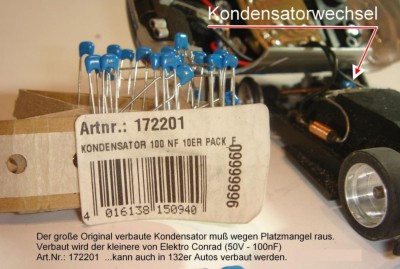 Kondensatorwechsel
Artnr.: 172201
KONDENSATOR 100 NF 10ER PACK F
96666690
4 016138 150940
Der große Original verbaute Kondensator muß wegen Platzmangel raus.
Verbaut wird der kleinere von Elektro Conrad (50V - 100nF)
Art.Nr.: 172201 ...kann auch in 132er Autos verbaut werden.